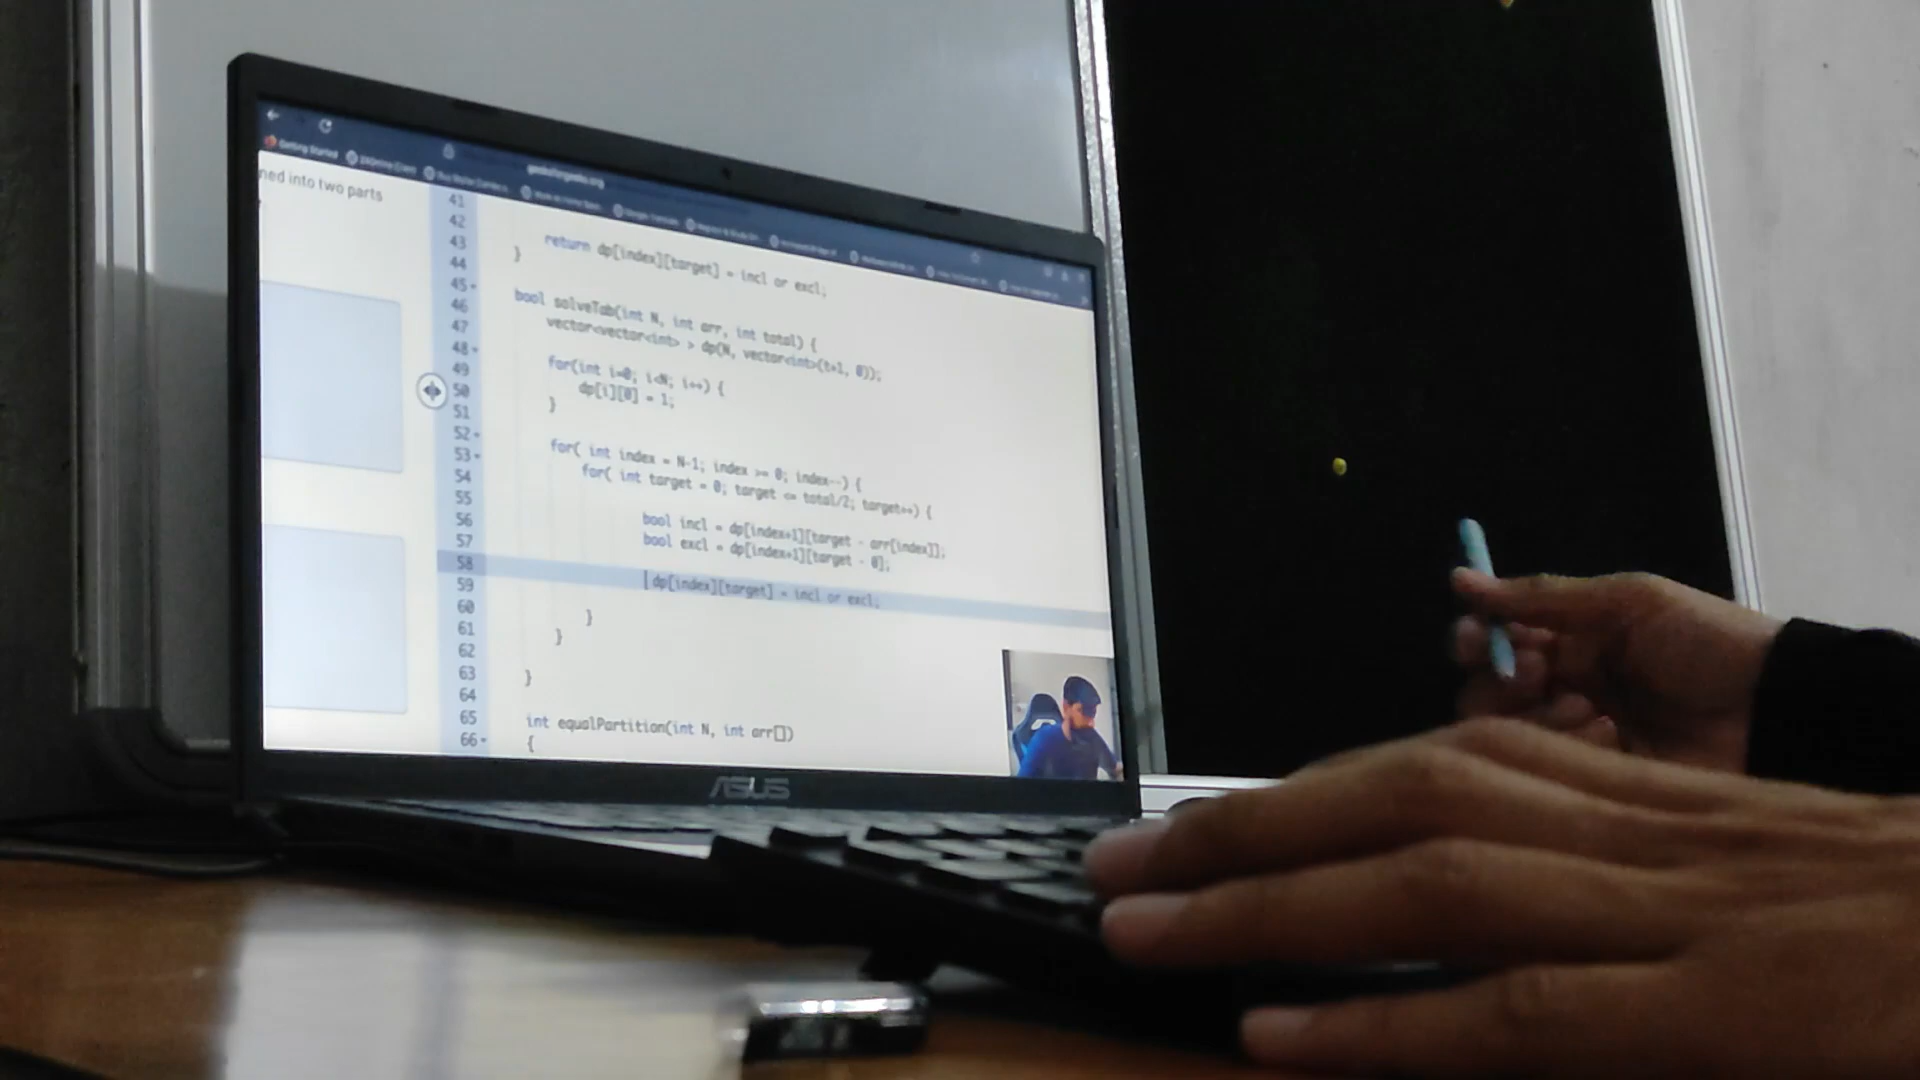 Getting Started
geeksforgeeks.org
ned into two parts
41
42
43 return dp[index][target] = incl or excl;
44 }
45
46 bool solveTab(int N, int arr, int total) {
47 vector<vector<int> > dp(N, vector<int>(t+1, 0));
48
49 for(int i=0; i<N; i++) {
50 dp[i][0] = 1;
51 }
52
53 for( int index = N-1; index >= 0; index--) {
54 for( int target = 0; target <= total/2; target++) {
55
56 bool incl = dp[index+1][target - arr[index]];
57 bool excl = dp[index+1][target - 0];
58
59 dp[index][target] = incl or excl;
60 }
61 }
62
63 }
64
65 int equalPartition(int N, int arr[])
66 {
ASUS